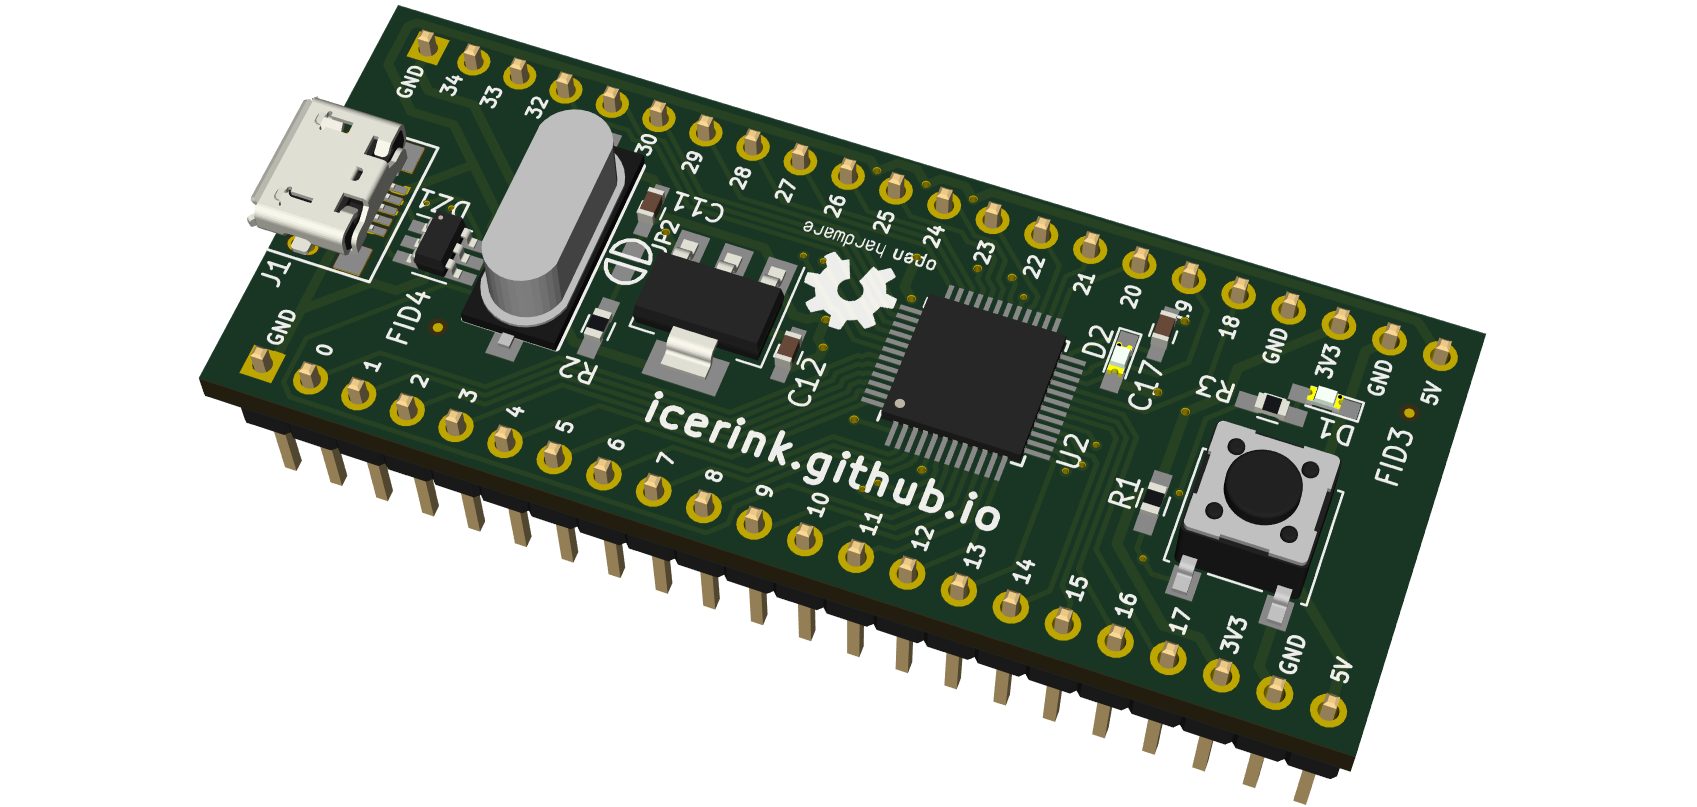 GND
34
33
32
30
29
28
27
26
25
24
23
22
21
20
19
18
GND
3V3
GND
5V
J1
DZ1
FID4
C11
JP2
open hardware
R2
C12
icerink.github.io
U2
D2
C17
R3
D1
FID3
R1
GND
0
1
2
3
4
5
6
7
8
9
10
11
12
13
14
15
16
17
3V3
GND
5V